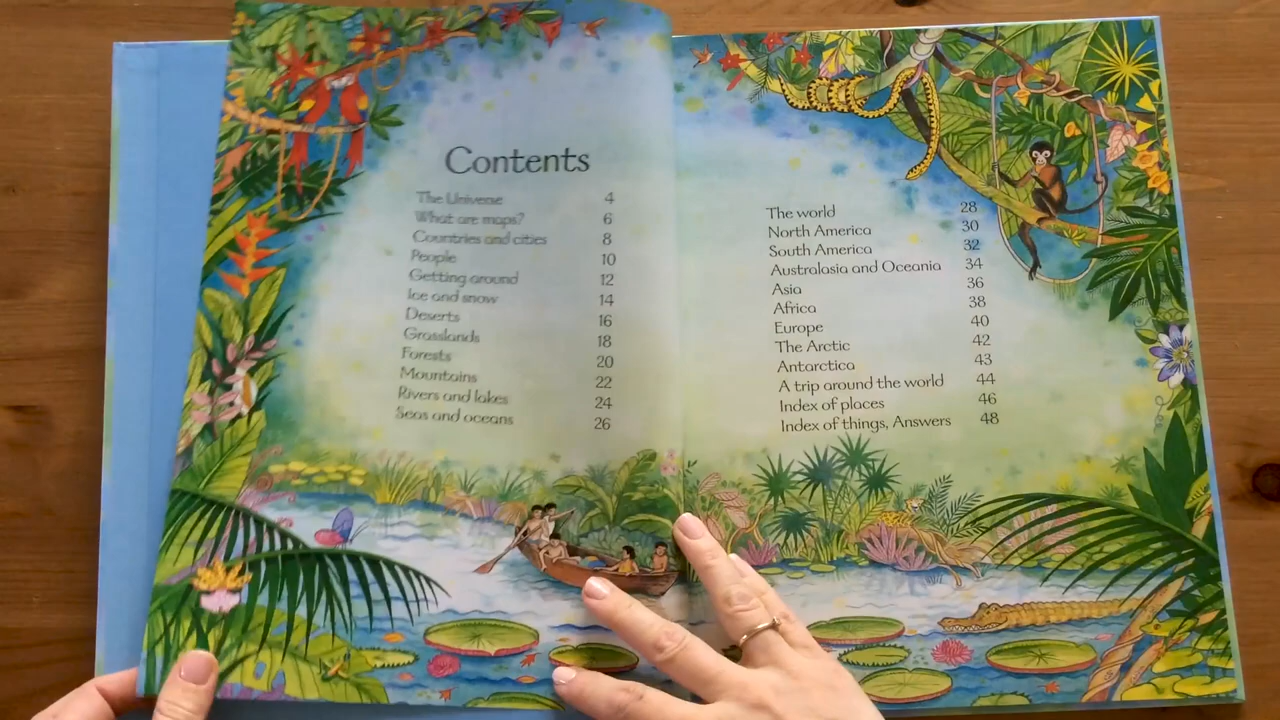 Contents
The Universe 4
What are maps? 6
Countries and cities 8
People 10
Getting around 12
Ice and snow 14
Deserts 16
Grasslands 18
Forests 20
Mountains 22
Rivers and lakes 24
Seas and oceans 26
The world 28
North America 30
South America 32
Australasia and Oceania 34
Asia 36
Africa 38
Europe 40
The Arctic 42
Antarctica 43
A trip around the world 44
Index of places 46
Index of things, Answers 48